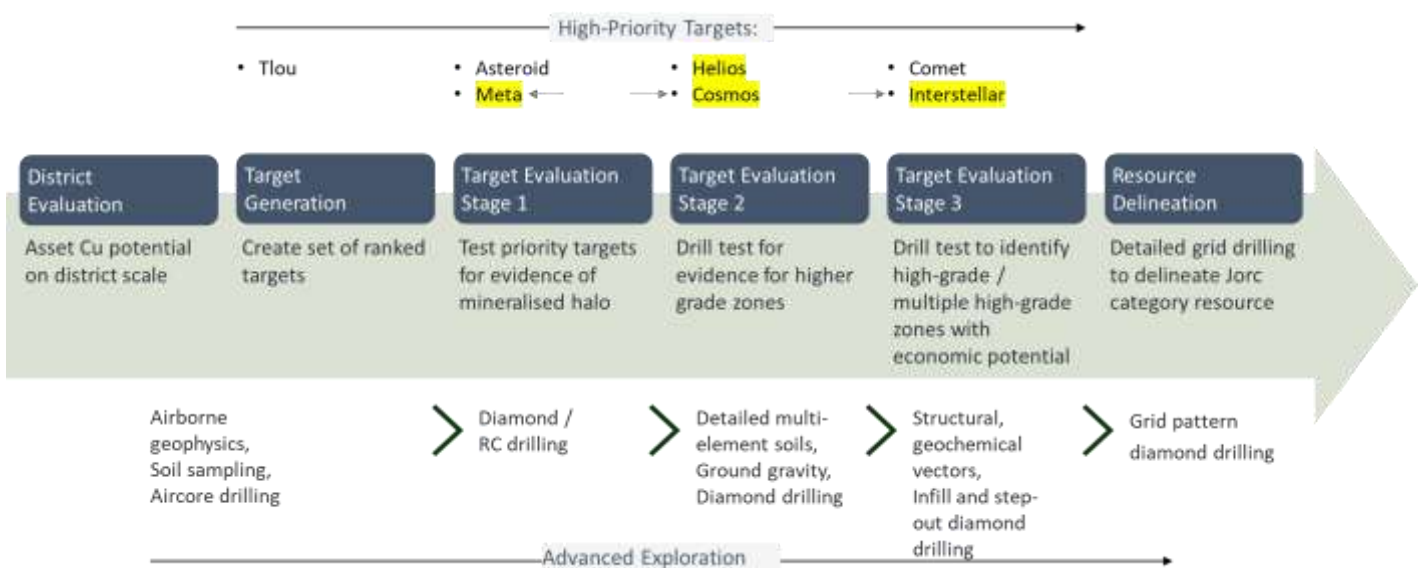 High-Priority Targets:
• Tlou
• Asteroid
• Meta
• Helios
• Cosmos
• Comet
• Interstellar
District
Evaluation
Asset Cu potential
on district scale
Target
Generation
Create set of ranked
targets
Target Evaluation
Stage 1
Test priority targets
for evidence of
mineralised halo
Target Evaluation
Stage 2
Drill test for
evidence for higher
grade zones
Target Evaluation
Stage 3
Drill test to identify
high-grade /
multiple high-grade
zones with
economic potential
Resource
Delineation
Detailed grid drilling
to delineate Jorc
category resource
Airborne
geophysics,
Soil sampling,
Aircore drilling
Diamond /
RC drilling
Detailed multi-
element soils,
Ground gravity,
Diamond drilling
Structural,
geochemical
vectors,
Infill and step-
out diamond
drilling
Grid pattern
diamond drilling
Advanced Exploration